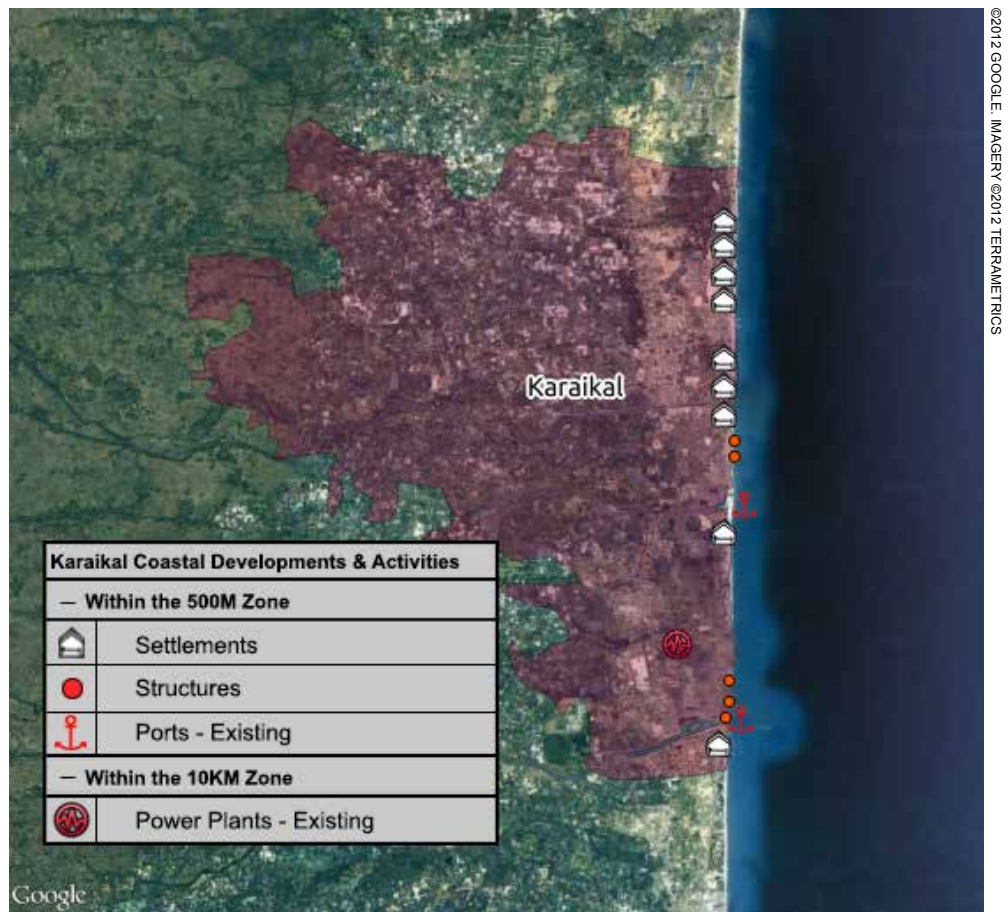 ©2012 GOOGLE. IMAGERY ©2012 TERRAMETRICS
Karaikal
Karaikal Coastal Developments & Activities
– Within the 500M Zone
Settlements
Structures
Ports - Existing
– Within the 10KM Zone
Power Plants - Existing
Google